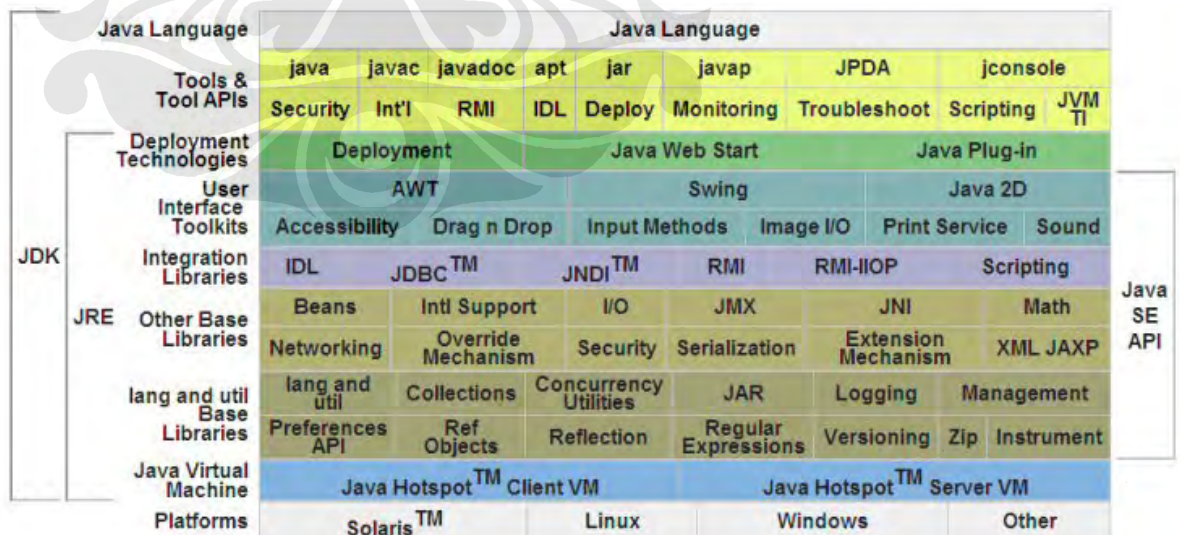 Java Language Java Language
Tools & Tool APIs java javac javadoc apt jar javap JPDA jconsole
Security Int'l RMI IDL Deploy Monitoring Troubleshoot Scripting JVM TI
Deployment Technologies Deployment Java Web Start Java Plug-in
User Interface Toolkits AWT Swing Java 2D
Accessibility Drag n Drop Input Methods Image I/O Print Service Sound
JDK
Integration Libraries IDL JDBC™ JNDI™ RMI RMI-IIOP Scripting
JRE
Other Base Libraries Beans Intl Support I/O JMX JNI Math
Java SE API
Networking Override Mechanism Security Serialization Extension Mechanism XML JAXP
lang and util Base Libraries lang and util Collections Concurrency Utilities JAR Logging Management
Preferences API Ref Objects Reflection Regular Expressions Versioning Zip Instrument
Java Virtual Machine Java Hotspot™ Client VM Java Hotspot™ Server VM
Platforms Solaris™ Linux Windows Other